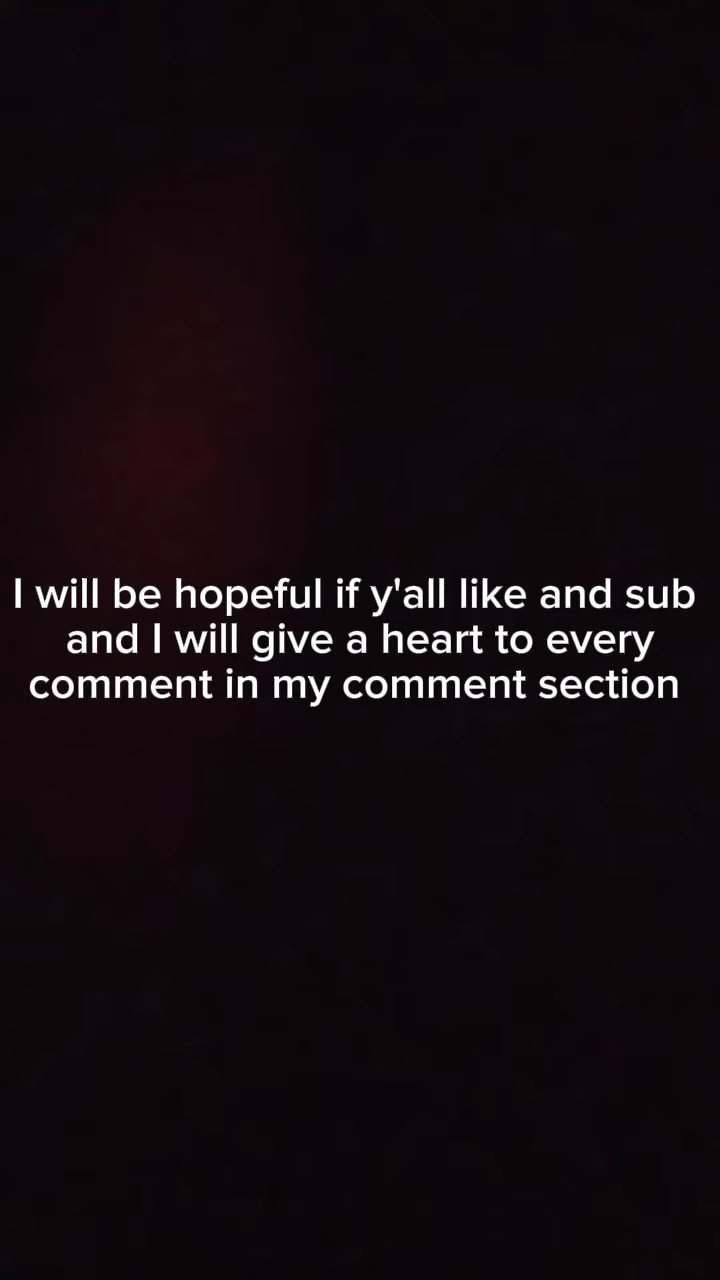 I will be hopeful if y'all like and sub
and I will give a heart to every
comment in my comment section